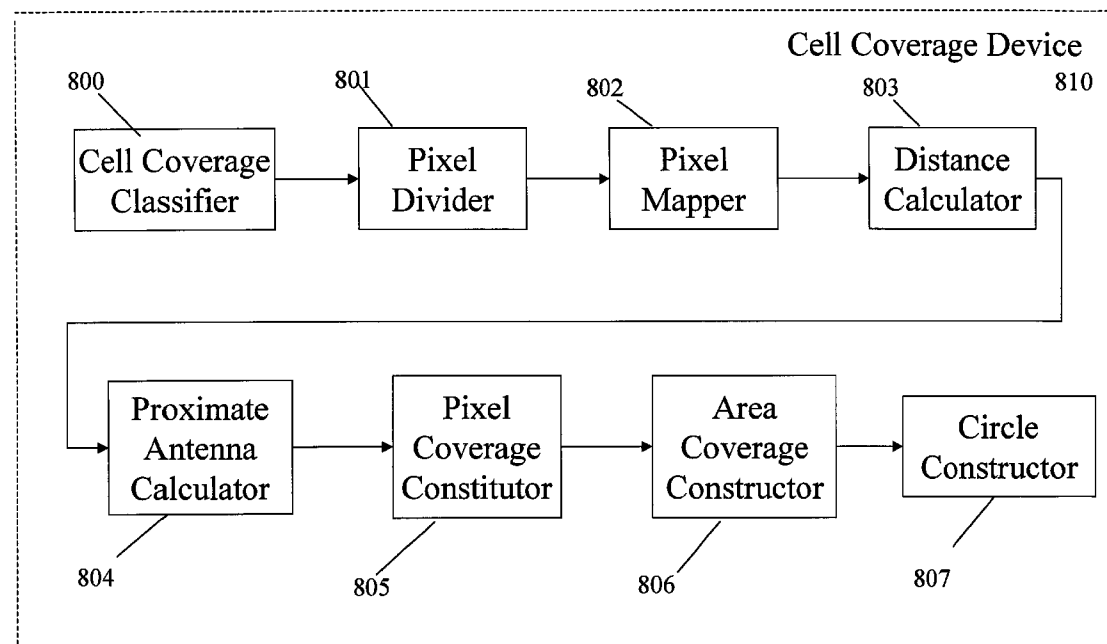 Cell Coverage Device
810
800
801
802
803
Cell Coverage
Classifier
Pixel
Divider
Pixel
Mapper
Distance
Calculator
Proximate
Antenna
Calculator
Pixel
Coverage
Constitutor
Area
Coverage
Constructor
Circle
Constructor
804
805
806
807